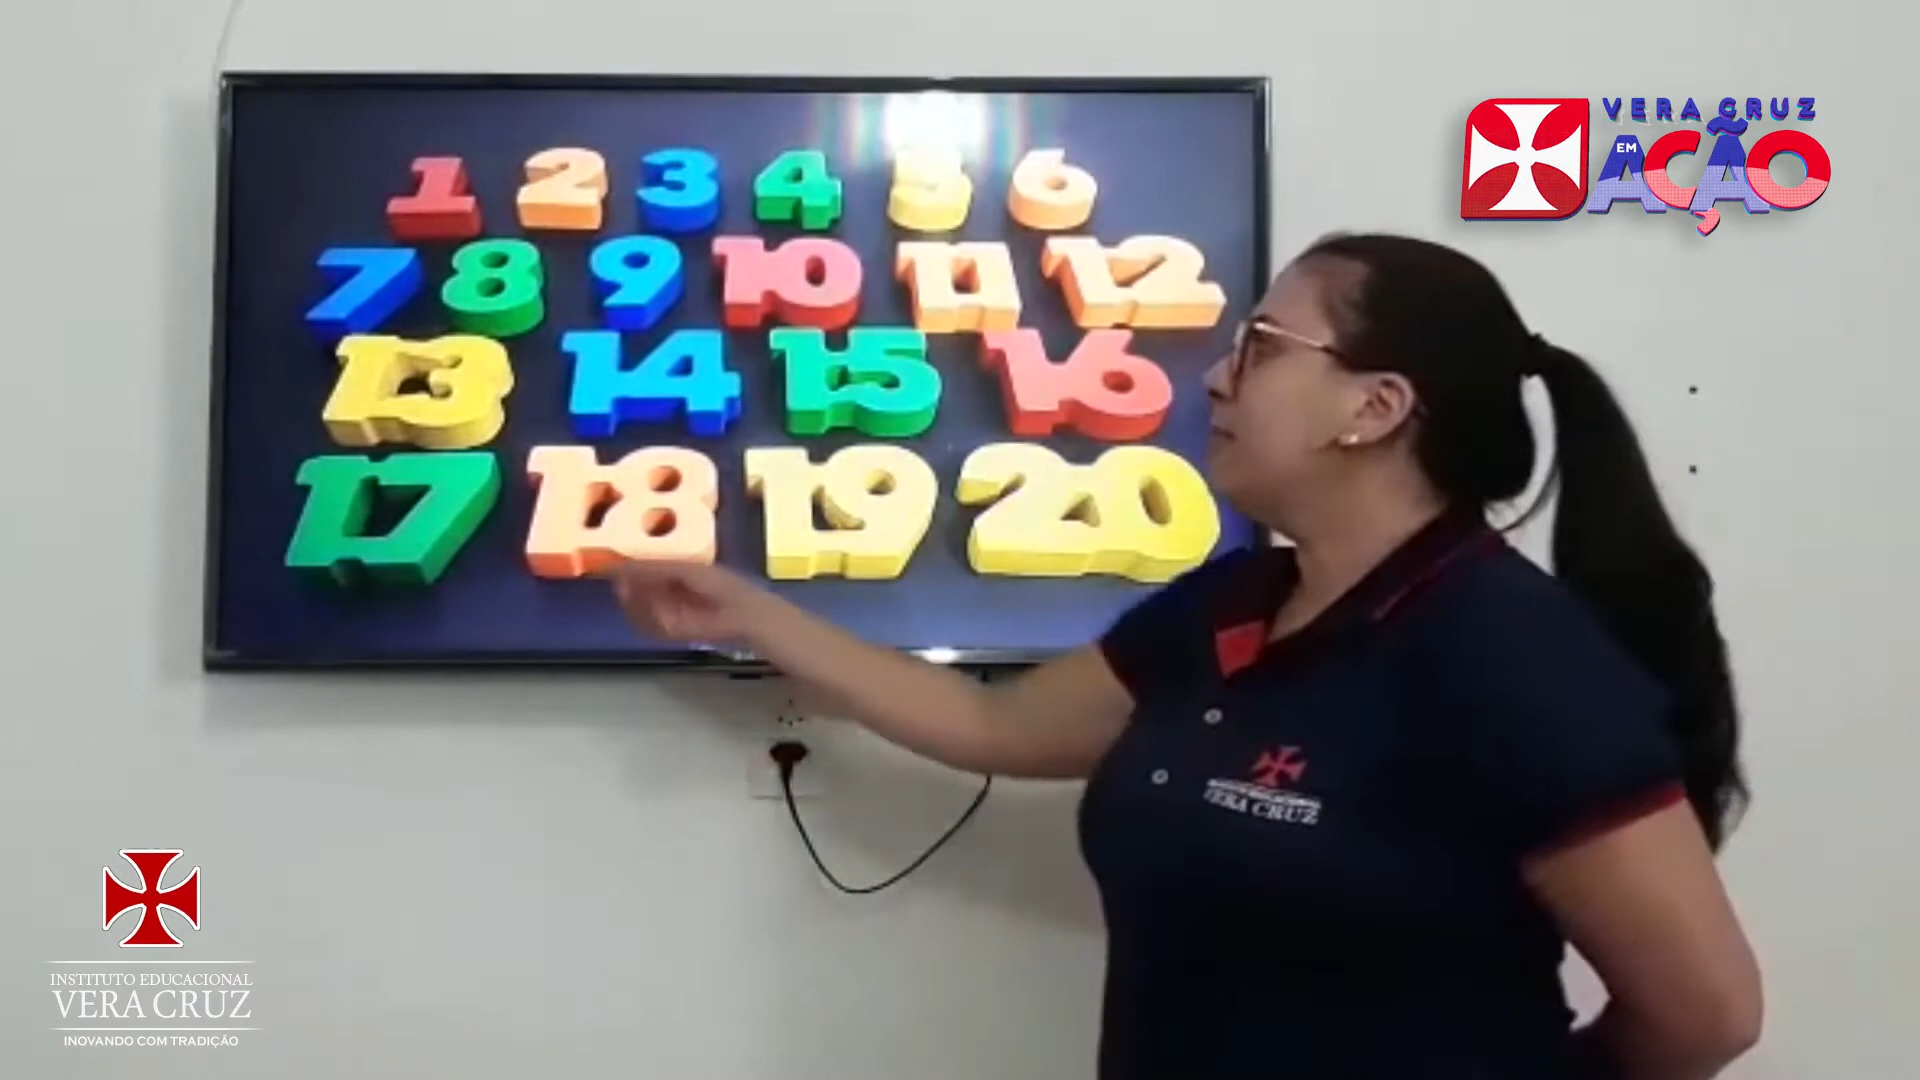 VERA CRUZ
EM
AÇÃO
1 2 3 4 5 6
7 8 9 10 11 12
13 14 15 16
17 18 19 20
VERA CRUZ
INSTITUTO EDUCACIONAL
VERA CRUZ
INOVANDO COM TRADIÇÃO